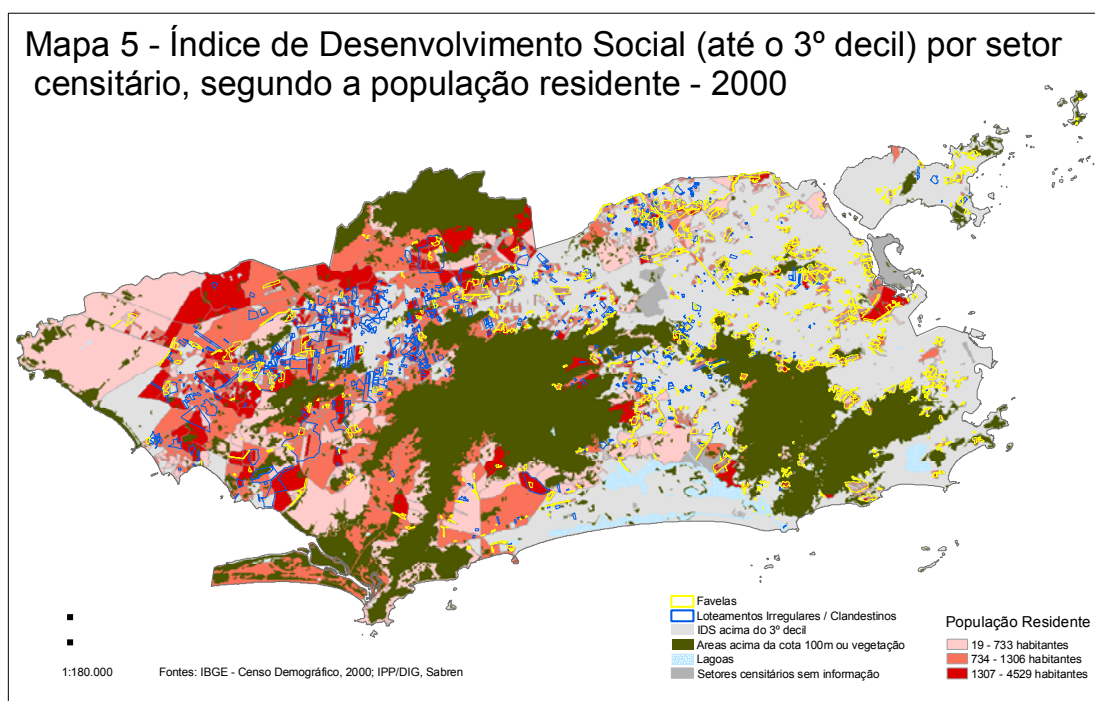 Mapa 5 - Índice de Desenvolvimento Social (até o 3º decil) por setor
censitário, segundo a população residente - 2000
Favelas
Loteamentos Irregulares / Clandestinos
IDS acima do 3º decil
Areas acima da cota 100m ou vegetação
Lagoas
Setores censitários sem informação
População Residente
19 - 733 habitantes
734 - 1306 habitantes
1307 - 4529 habitantes
1:180.000
Fontes: IBGE - Censo Demográfico, 2000; IPP/DIG, Sabren